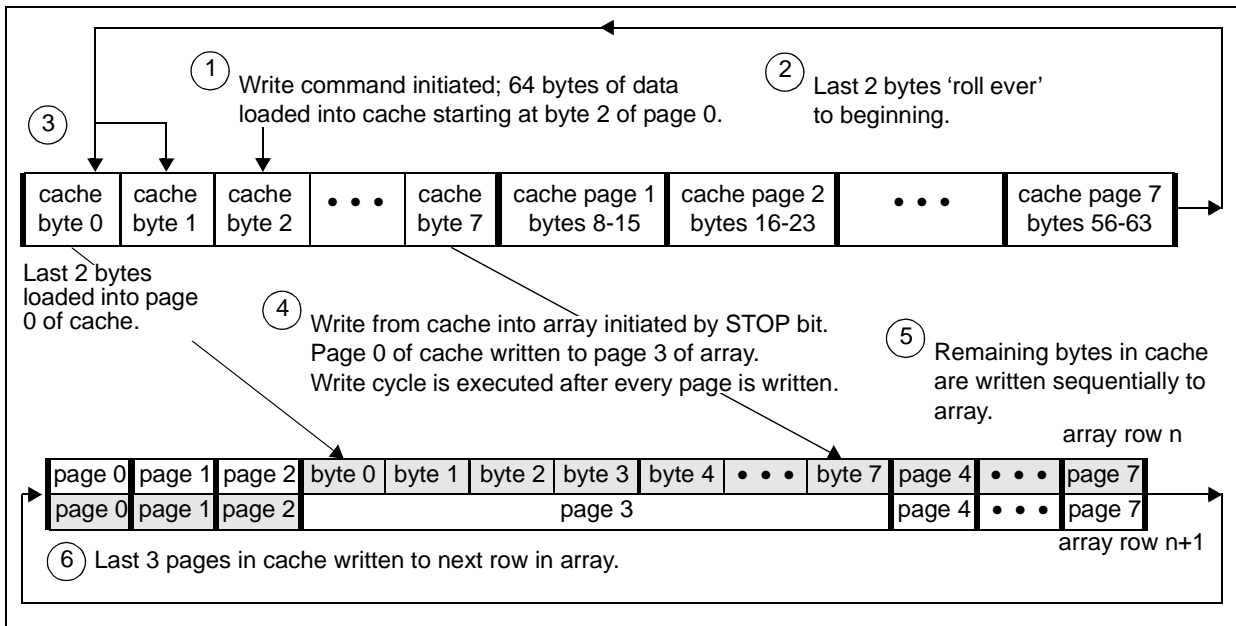 1 Write command initiated; 64 bytes of data
loaded into cache starting at byte 2 of page 0.
2 Last 2 bytes ‘roll ever’
to beginning.
3
cache byte 0 cache byte 1 cache byte 2 • • • cache byte 7 cache page 1 bytes 8-15 cache page 2 bytes 16-23 • • • cache page 7 bytes 56-63
Last 2 bytes
loaded into page
0 of cache.
4 Write from cache into array initiated by STOP bit.
Page 0 of cache written to page 3 of array.
Write cycle is executed after every page is written.
5 Remaining bytes in cache
are written sequentially to
array.
array row n
page 0 page 1 page 2 byte 0 byte 1 byte 2 byte 3 byte 4 • • • byte 7 page 4 • • • page 7
page 0 page 1 page 2 page 3 page 4 • • • page 7
array row n+1
6 Last 3 pages in cache written to next row in array.